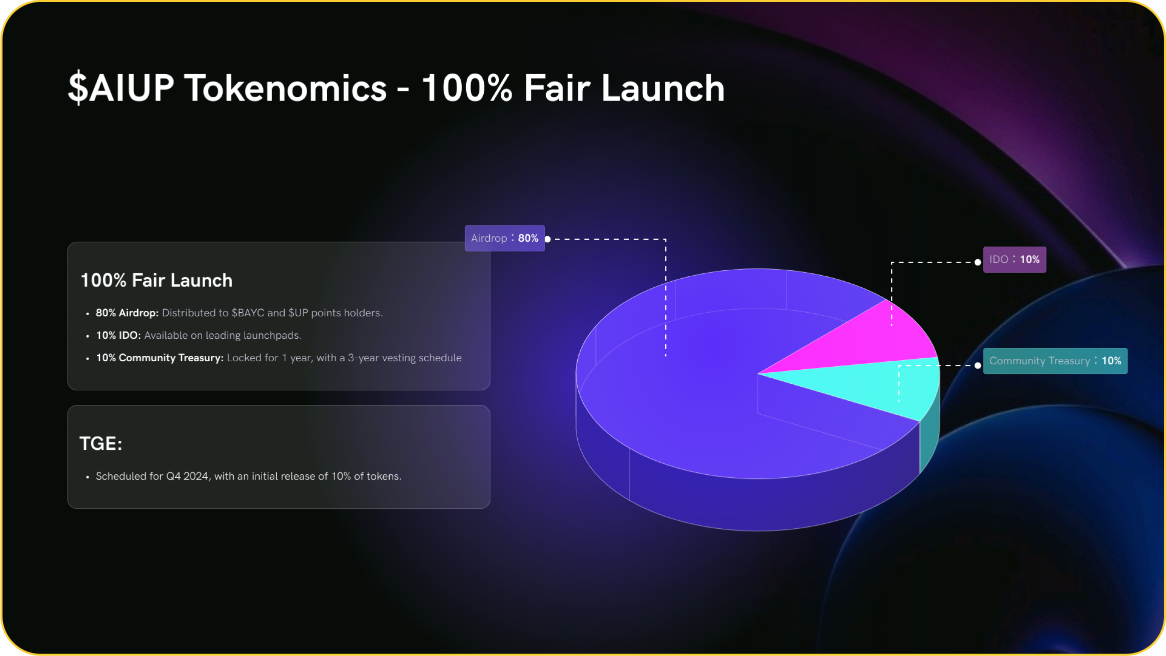 $AIUP Tokenomics - 100% Fair Launch
Airdrop : 80%
IDO : 10%
100% Fair Launch
• 80% Airdrop: Distributed to $BAYC and $UP points holders.
• 10% IDO: Available on leading launchpads.
• 10% Community Treasury: Locked for 1 year, with a 3-year vesting schedule
Community Treasury : 10%
TGE:
• Scheduled for Q4 2024, with an initial release of 10% of tokens.